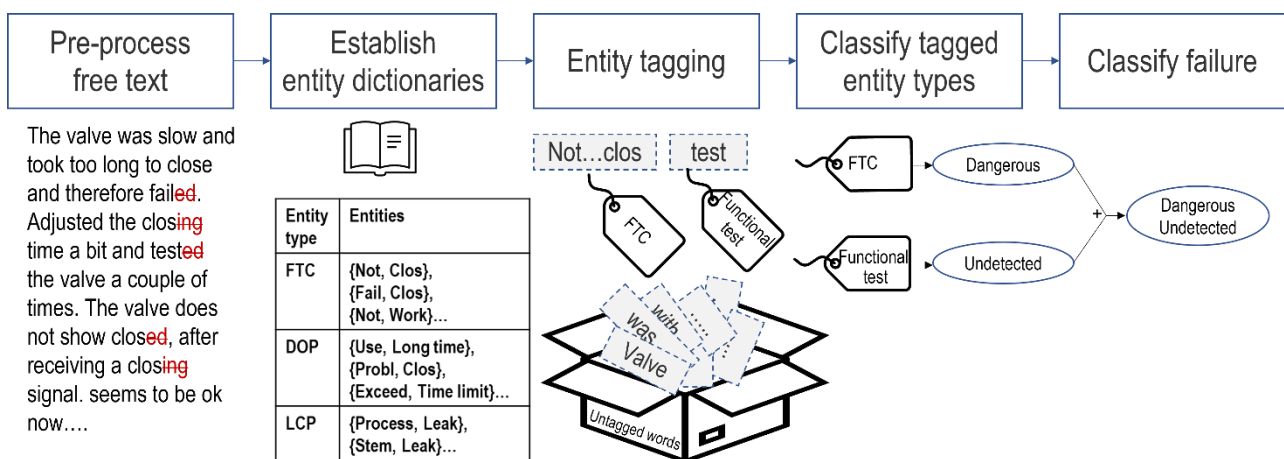 Pre-process
free text
Establish
entity dictionaries
Entity tagging
Classify tagged
entity types
Classify failure
The valve was slow and
took too long to close
and therefore failed.
Adjusted the closing
time a bit and tested
the valve a couple of
times. The valve does
not show closed, after
receiving a closing
signal. seems to be ok
now….
Entity
type
Entities
FTC
{Not, Clos},
{Fail, Clos},
{Not, Work}…
DOP
{Use, Long time},
{Probl, Clos},
{Exceed, Time limit}…
LCP
{Process, Leak},
{Stem, Leak}…
Not…clos
test
FTC
Functional
test
was
with
.....
...
Valve
Untagged words
FTC
Dangerous
+
Dangerous
Undetected
Functional
test
Undetected